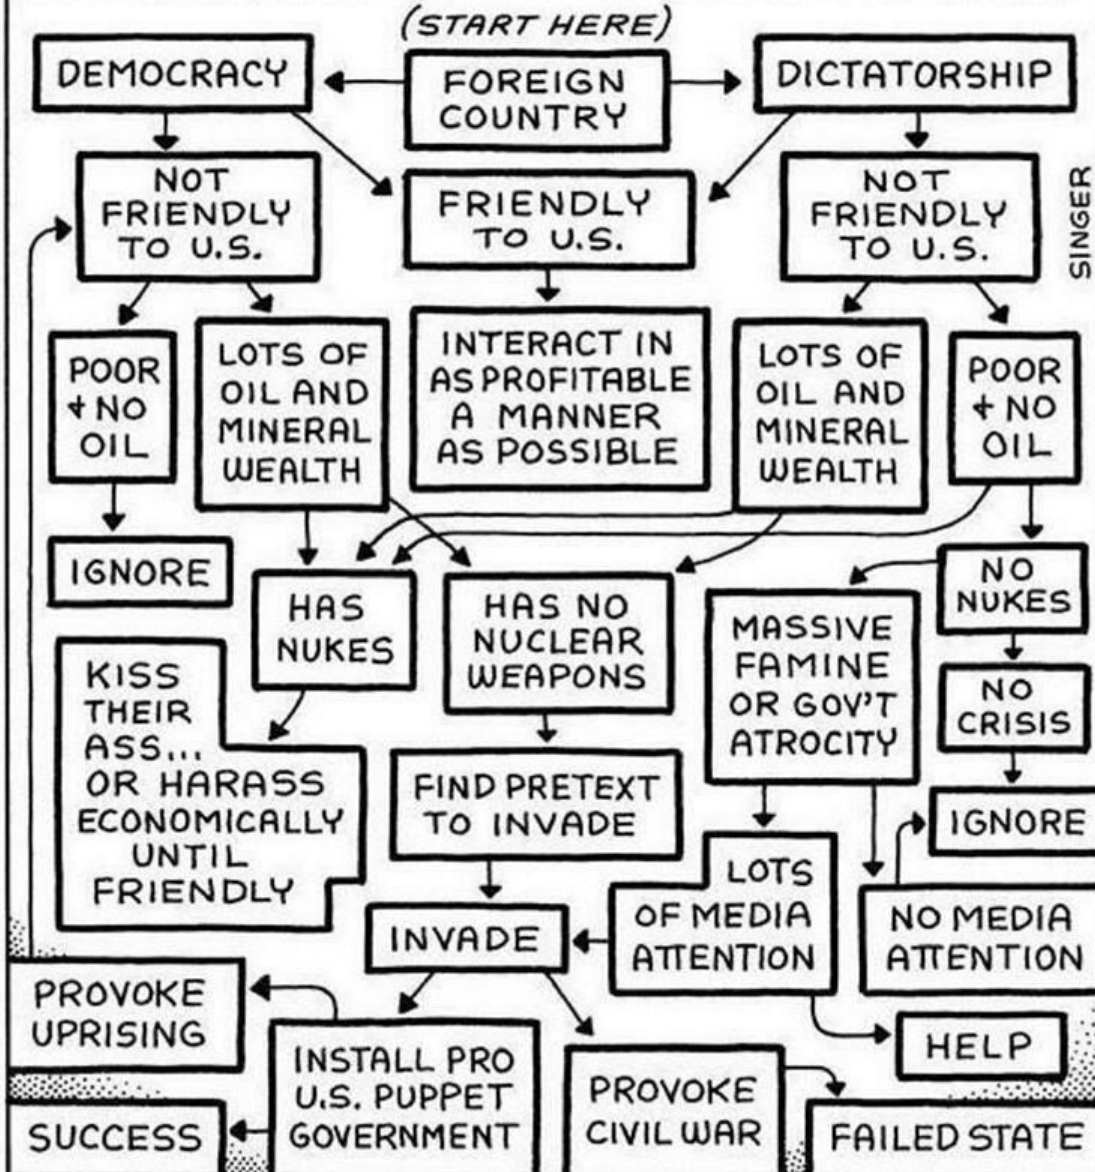 (START HERE)
DEMOCRACY
FOREIGN
COUNTRY
DICTATORSHIP
NOT
FRIENDLY
TO U.S.
FRIENDLY
TO U.S.
NOT
FRIENDLY
TO U.S.
SINGER
POOR
& NO
OIL
LOTS OF
OIL AND
MINERAL
WEALTH
INTERACT IN
AS PROFITABLE
A MANNER
AS POSSIBLE
LOTS OF
OIL AND
MINERAL
WEALTH
POOR
& NO
OIL
IGNORE
HAS
NUKES
HAS NO
NUCLEAR
WEAPONS
MASSIVE
FAMINE
OR GOV'T
ATROCITY
NO
NUKES
KISS
THEIR
ASS...
OR HARASS
ECONOMICALLY
UNTIL
FRIENDLY
FIND PRETEXT
TO INVADE
NO
CRISIS
IGNORE
LOTS
OF MEDIA
ATTENTION
NO MEDIA
ATTENTION
INVADE
PROVOKE
UPRISING
INSTALL PRO
U.S. PUPPET
GOVERNMENT
PROVOKE
CIVIL WAR
HELP
SUCCESS
FAILED STATE